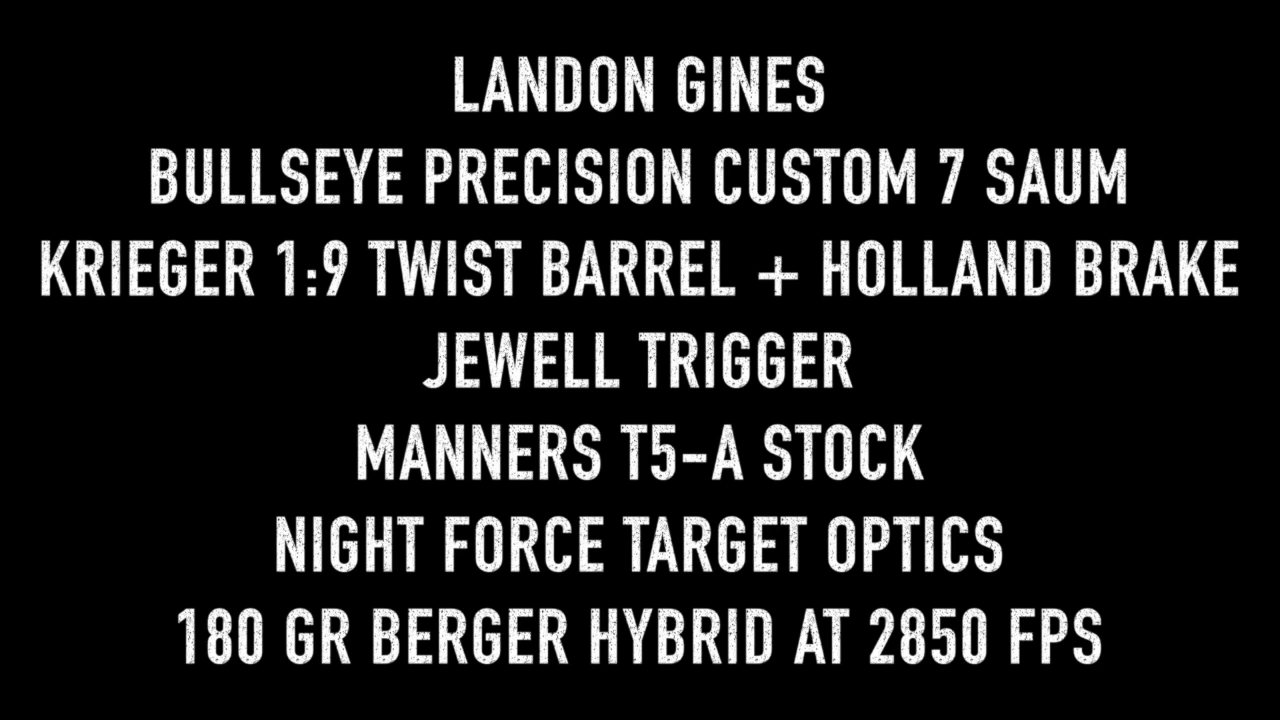 LANDON GINES
BULLSEYE PRECISION CUSTOM 7 SAUM
KRIEGER 1:9 TWIST BARREL + HOLLAND BRAKE
JEWELL TRIGGER
MANNERS T5-A STOCK
NIGHT FORCE TARGET OPTICS
180 GR BERGER HYBRID AT 2850 FPS